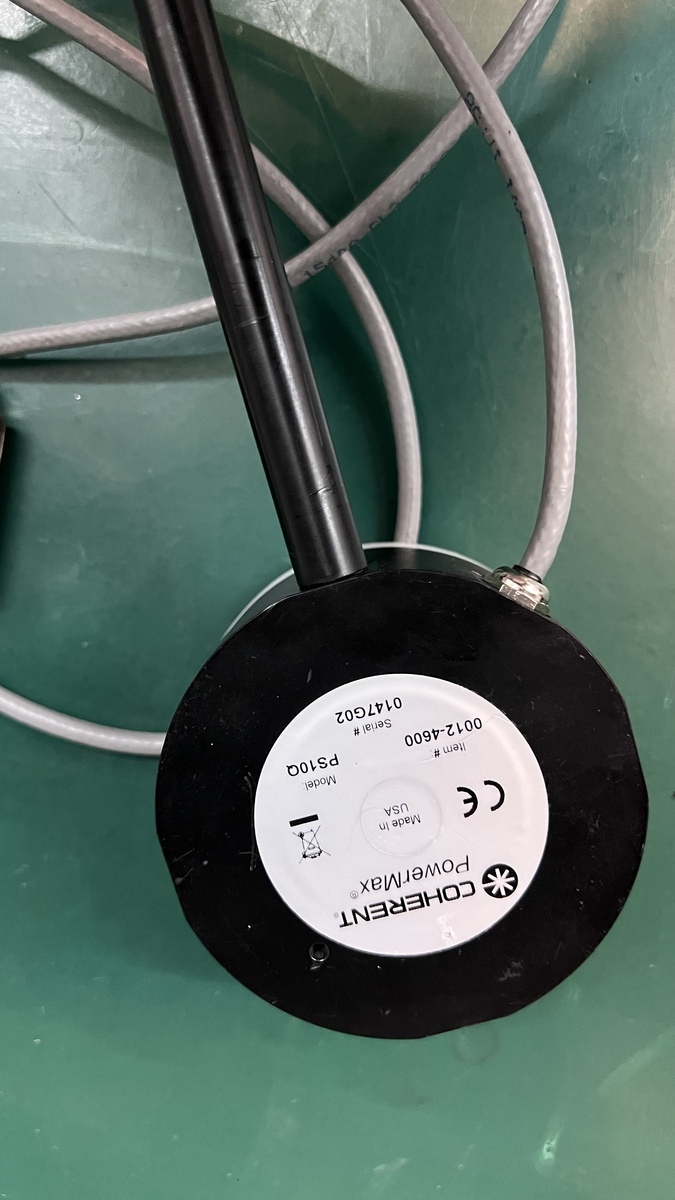 COHERENT®
PowerMax®
CE
Made in
USA
Model:
PS10Q
Item #:
0012-4600
Serial #
0147G02